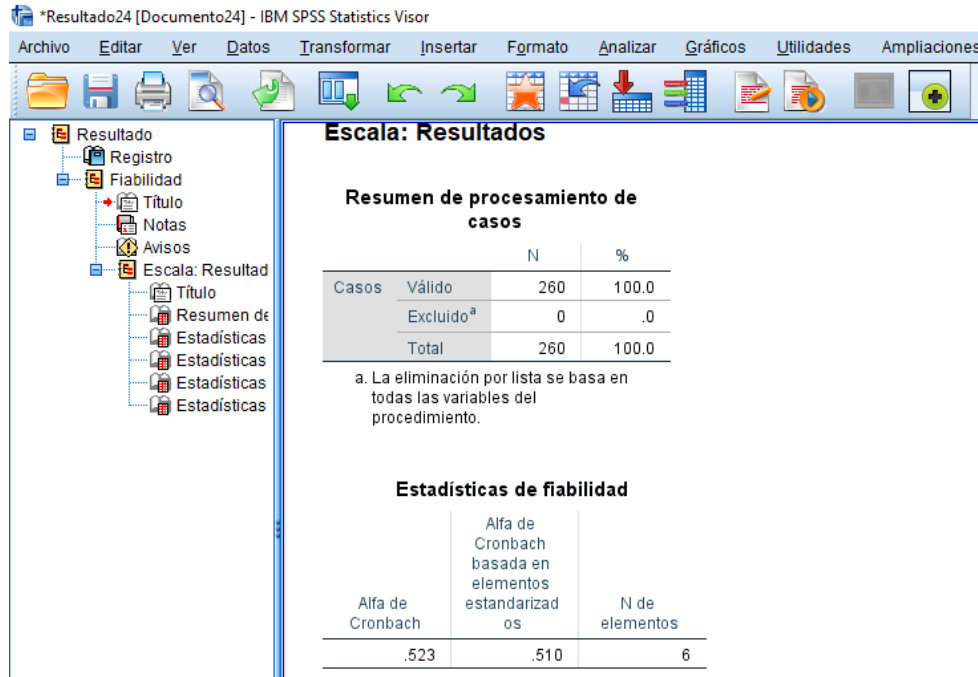 *Resultado24 [Documento24] - IBM SPSS Statistics Visor
Archivo Editar Ver Datos Transformar Insertar Formato Analizar Gráficos Utilidades Ampliaciones
Resultado
Registro
Fiabilidad
Título
Notas
Avisos
Escala: Resultad
Título
Resumen de
Estadísticas
Estadísticas
Estadísticas
Estadísticas
Escala: Resultados
Resumen de procesamiento de
casos
N %
Casos Válido 260 100.0
Excluido a 0 .0
Total 260 100.0
a. La eliminación por lista se basa en
todas las variables del
procedimiento.
Estadísticas de fiabilidad
Alfa de
Cronbach
Alfa de
Cronbach
basada en
elementos
estandarizad
os
N de
elementos
.523 .510 6